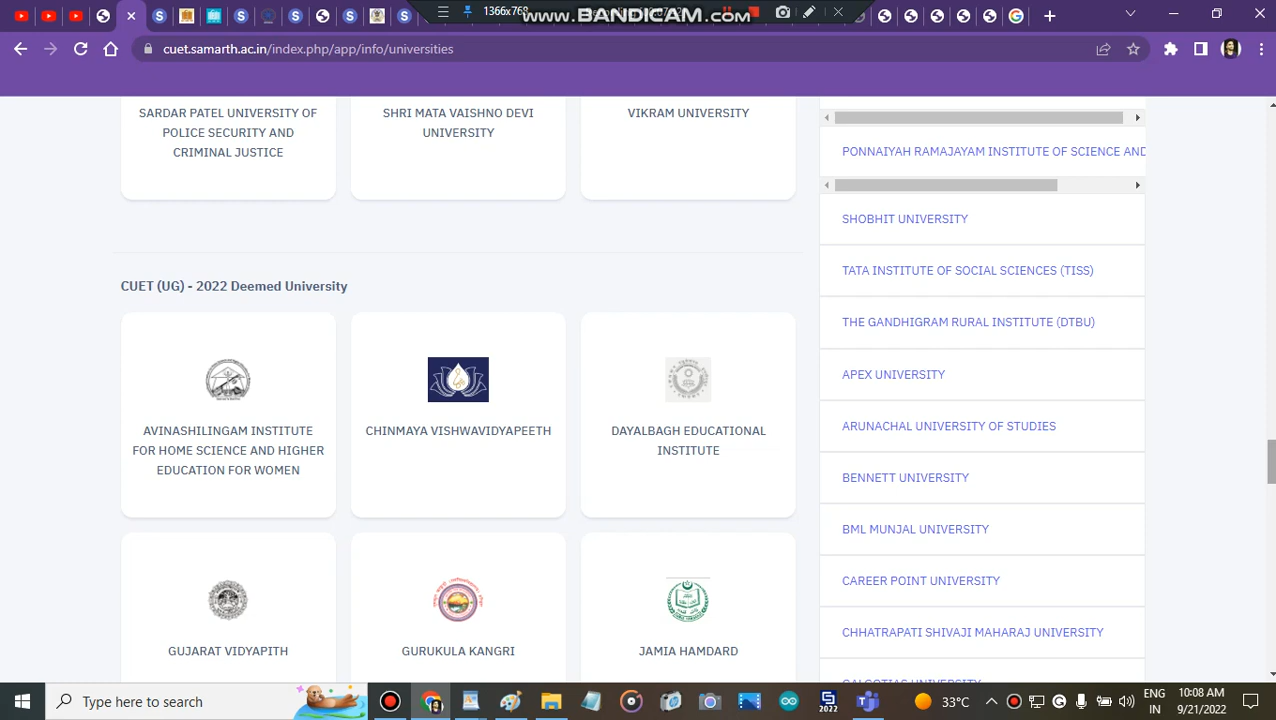 1366x768
www.BANDICAM.com
cuet.samarth.ac.in/index.php/app/info/universities
SARDAR PATEL UNIVERSITY OF
POLICE SECURITY AND
CRIMINAL JUSTICE
SHRI MATA VAISHNO DEVI
UNIVERSITY
VIKRAM UNIVERSITY
CUET (UG) - 2022 Deemed University
AVINASHILINGAM INSTITUTE
FOR HOME SCIENCE AND HIGHER
EDUCATION FOR WOMEN
CHINMAYA VISHWAVIDYAPEETH
DAYALBAGH EDUCATIONAL
INSTITUTE
GUJARAT VIDYAPITH
GURUKULA KANGRI
JAMIA HAMDARD
PONNAIYAH RAMAJAYAM INSTITUTE OF SCIENCE AND
SHOBHIT UNIVERSITY
TATA INSTITUTE OF SOCIAL SCIENCES (TISS)
THE GANDHIGRAM RURAL INSTITUTE (DTBU)
APEX UNIVERSITY
ARUNACHAL UNIVERSITY OF STUDIES
BENNETT UNIVERSITY
BML MUNJAL UNIVERSITY
CAREER POINT UNIVERSITY
CHHATRAPATI SHIVAJI MAHARAJ UNIVERSITY
GALGOTIAS UNIVERSITY
Type here to search
2022
33°C
ENG
IN
10:08 AM
9/21/2022